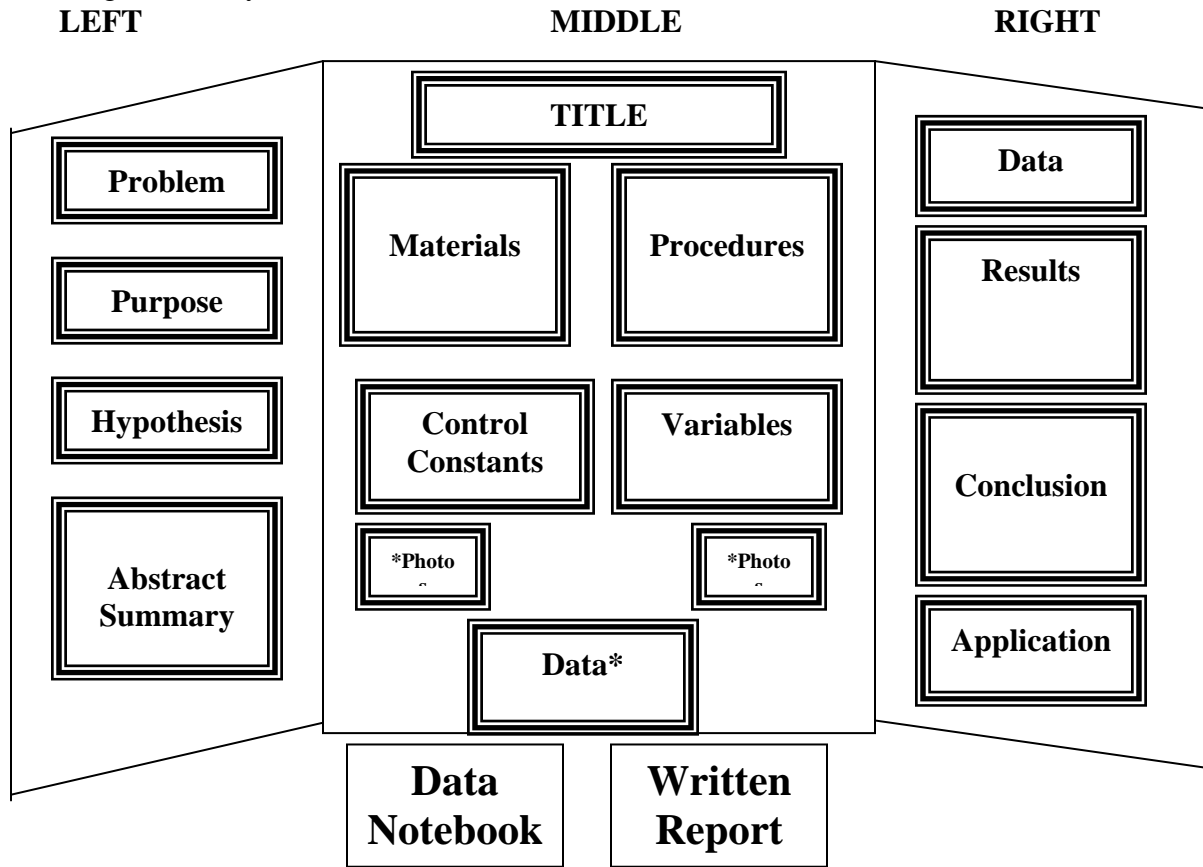 LEFT MIDDLE RIGHT
TITLE
Problem
Purpose
Hypothesis
Abstract
Summary
Materials
Procedures
Control
Constants
Variables
*Photo
*Photo
Data*
Data
Results
Conclusion
Application
Data
Notebook
Written
Report